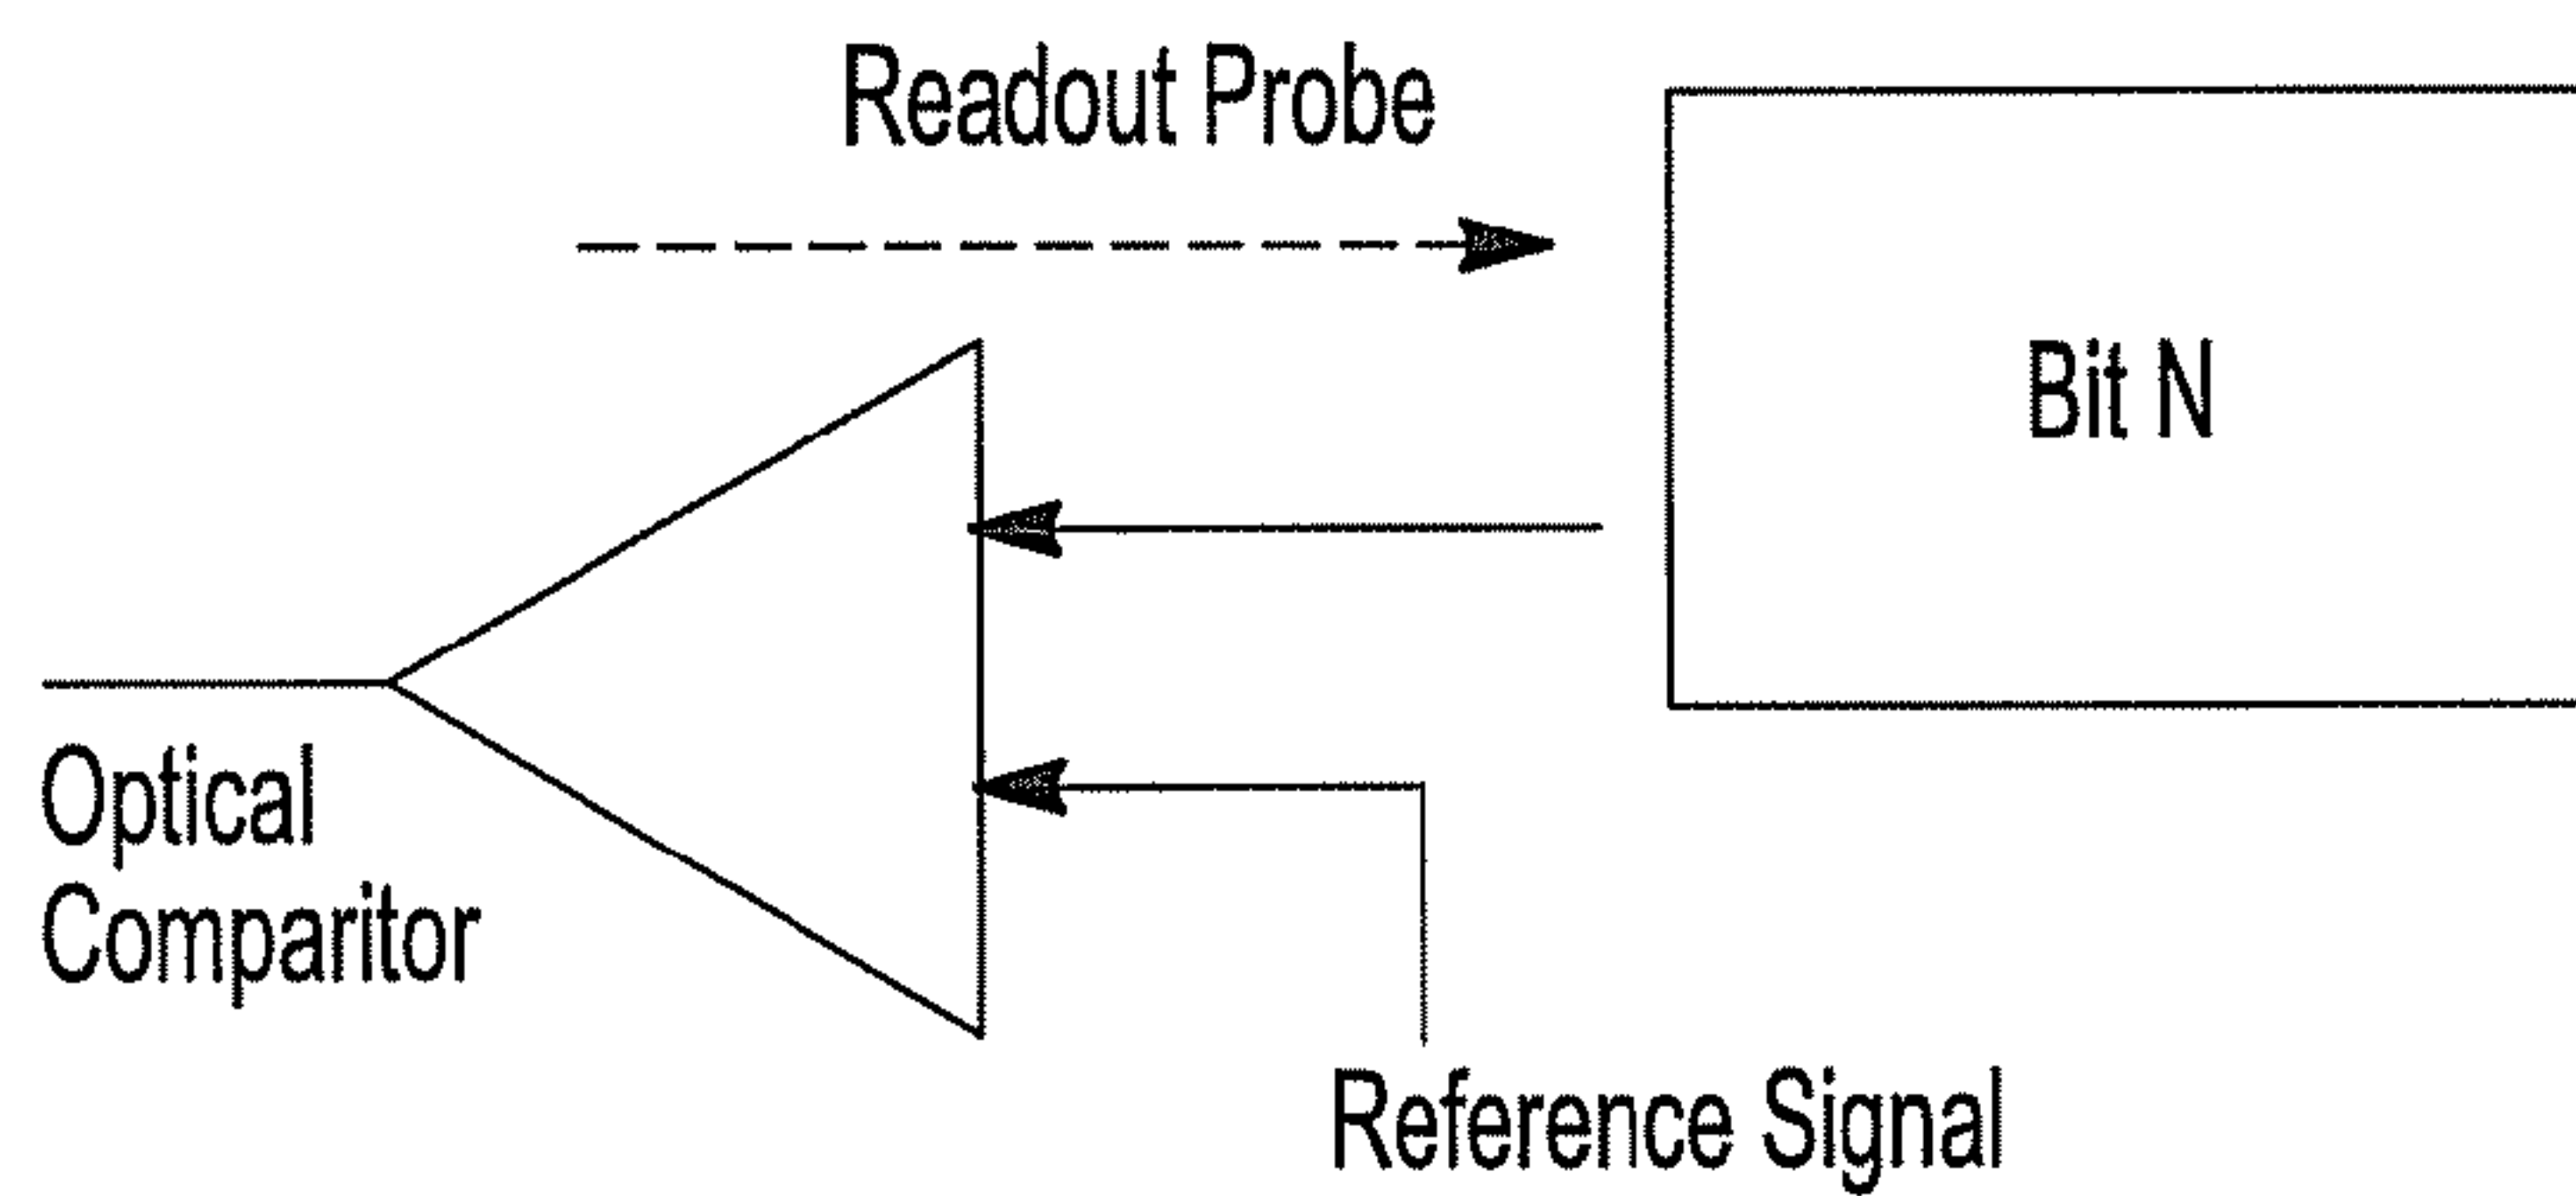 Readout Probe
Bit N
Optical
Comparitor
Reference Signal